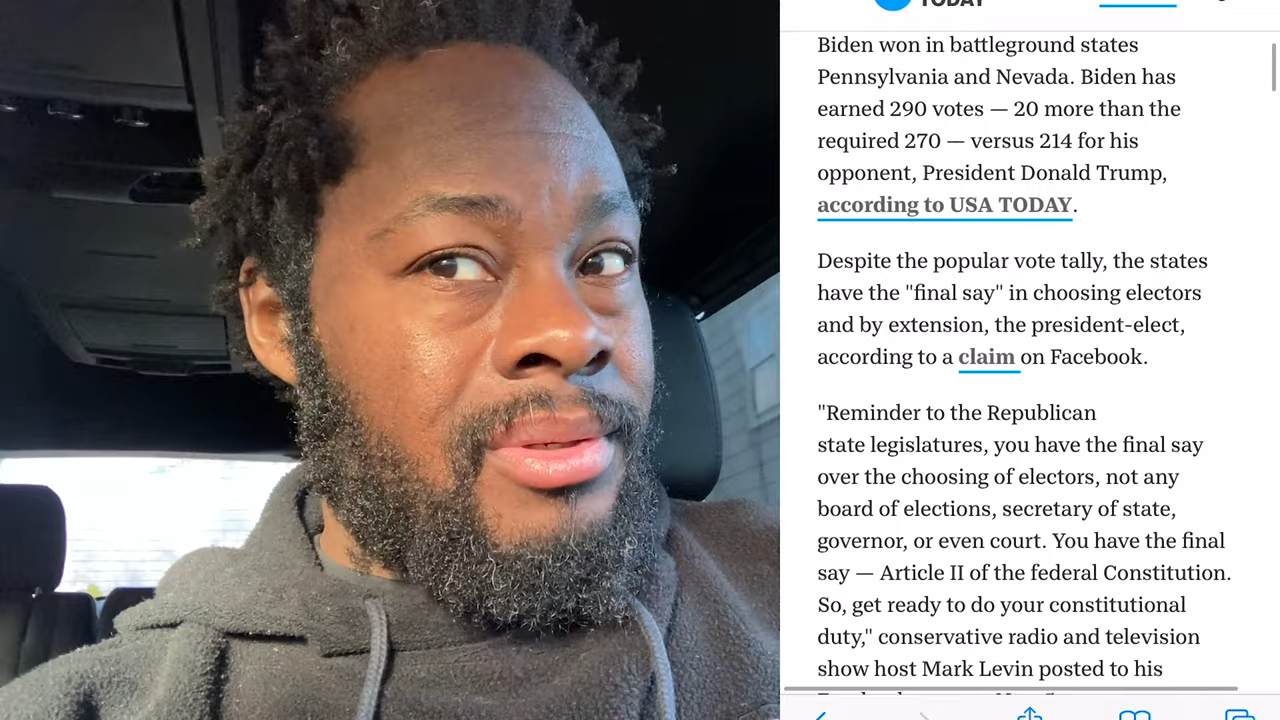 TODAY
Biden won in battleground states
Pennsylvania and Nevada. Biden has
earned 290 votes — 20 more than the
required 270 — versus 214 for his
opponent, President Donald Trump,
according to USA TODAY.
Despite the popular vote tally, the states
have the "final say" in choosing electors
and by extension, the president-elect,
according to a claim on Facebook.
"Reminder to the Republican
state legislatures, you have the final say
over the choosing of electors, not any
board of elections, secretary of state,
governor, or even court. You have the final
say — Article II of the federal Constitution.
So, get ready to do your constitutional
duty," conservative radio and television
show host Mark Levin posted to his